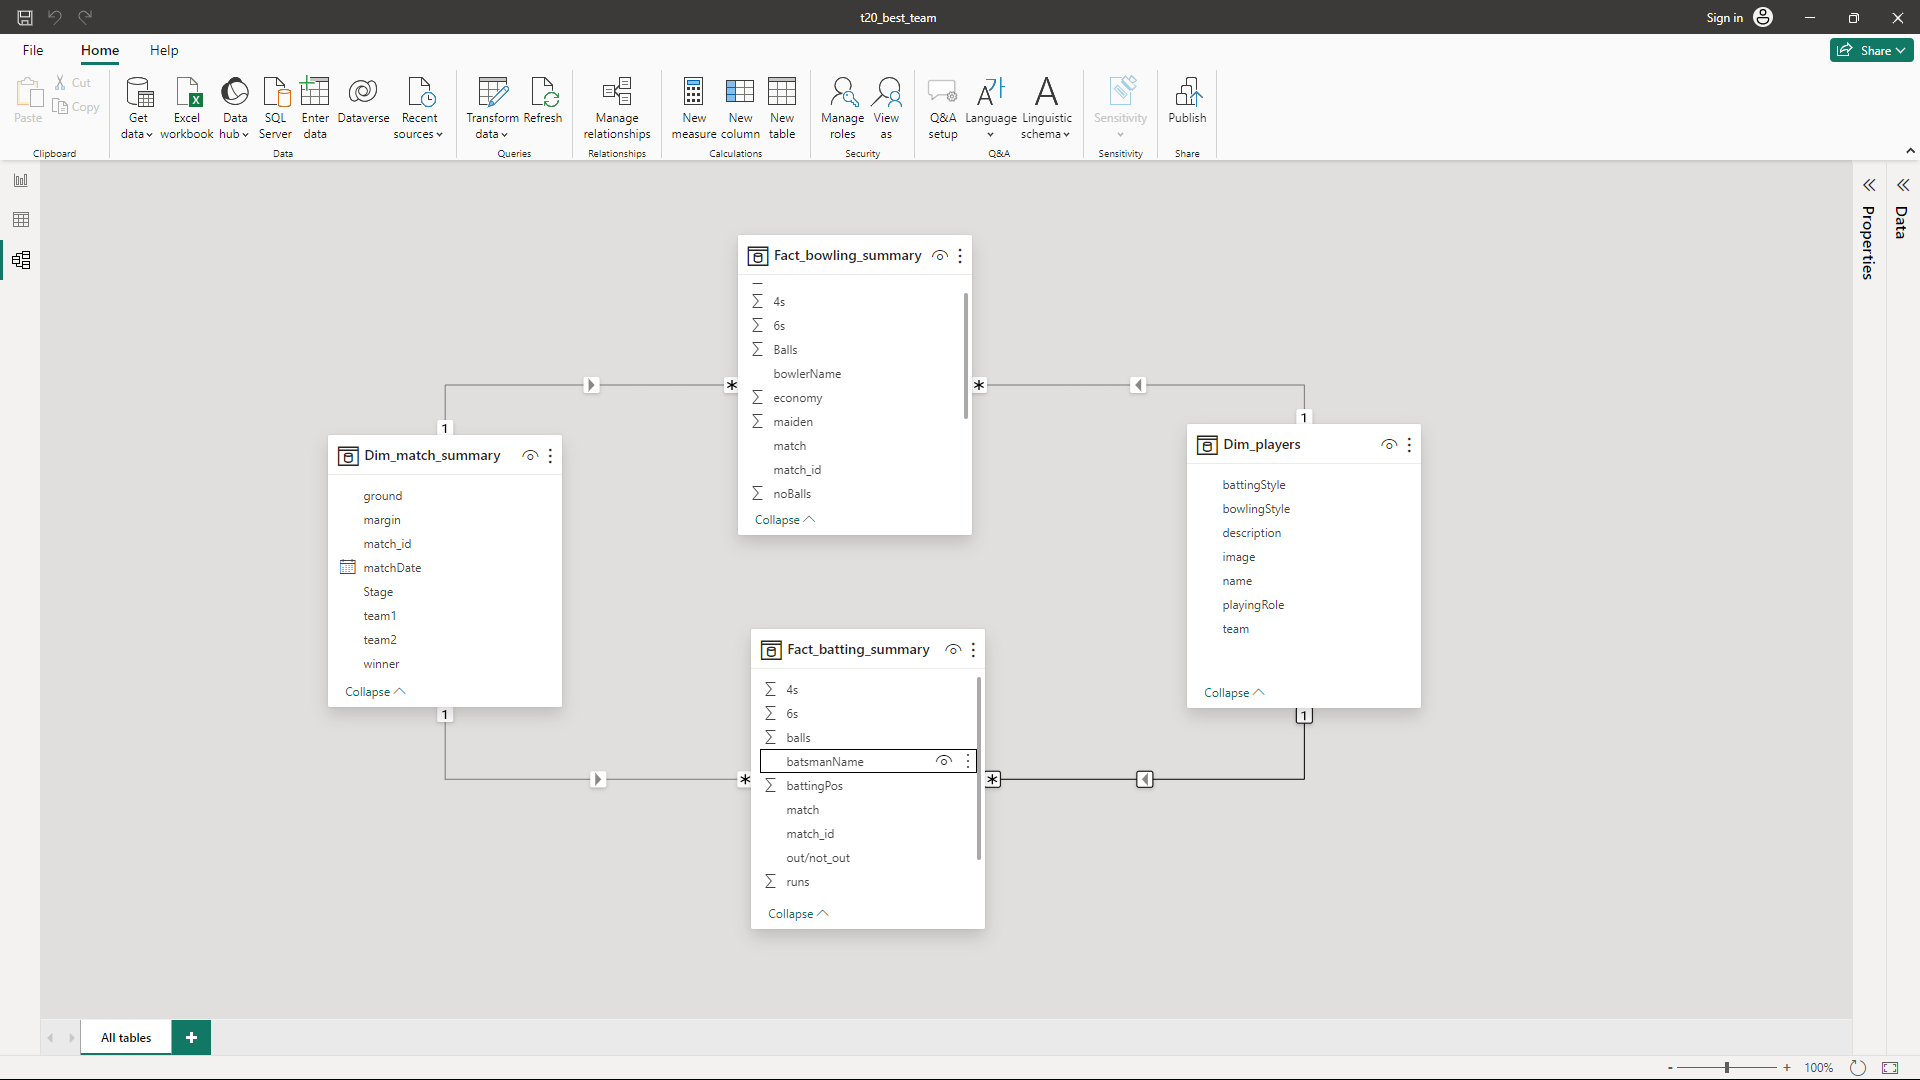 t20_best_team
Sign in
File
Home
Help
Share
Paste
Cut
Copy
Clipboard
Get data
Excel workbook
Data hub
SQL Server
Enter data
Dataverse
Recent sources
Data
Transform data
Refresh
Queries
Manage relationships
Relationships
New measure
New column
New table
Calculations
Manage roles
View as
Security
Q&A setup
Language
Linguistic schema
Q&A
Sensitivity
Sensitivity
Publish
Share
Properties
Data
Fact_bowling_summary
4s
6s
Balls
bowlerName
economy
maiden
match
match_id
noBalls
Collapse
*
*
1
1
Dim_match_summary
ground
margin
match_id
matchDate
Stage
team1
team2
winner
Collapse
1
Dim_players
battingStyle
bowlingStyle
description
image
name
playingRole
team
Collapse
1
Fact_batting_summary
4s
6s
balls
batsmanName
battingPos
match
match_id
out/not_out
runs
Collapse
*
*
All tables
+
- + 100%